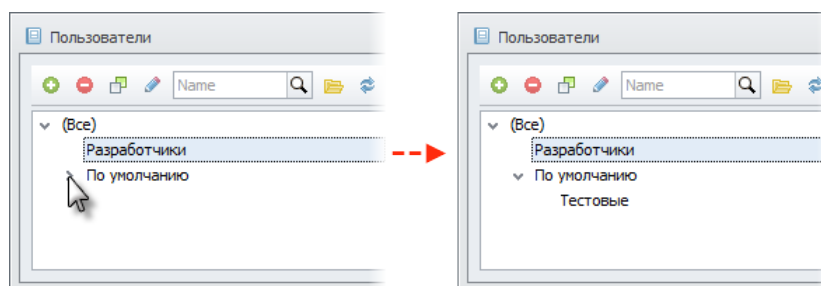 Пользователи
Name
(Все)
Разработчики
По умолчанию
Пользователи
Name
(Все)
Разработчики
По умолчанию
Тестовые